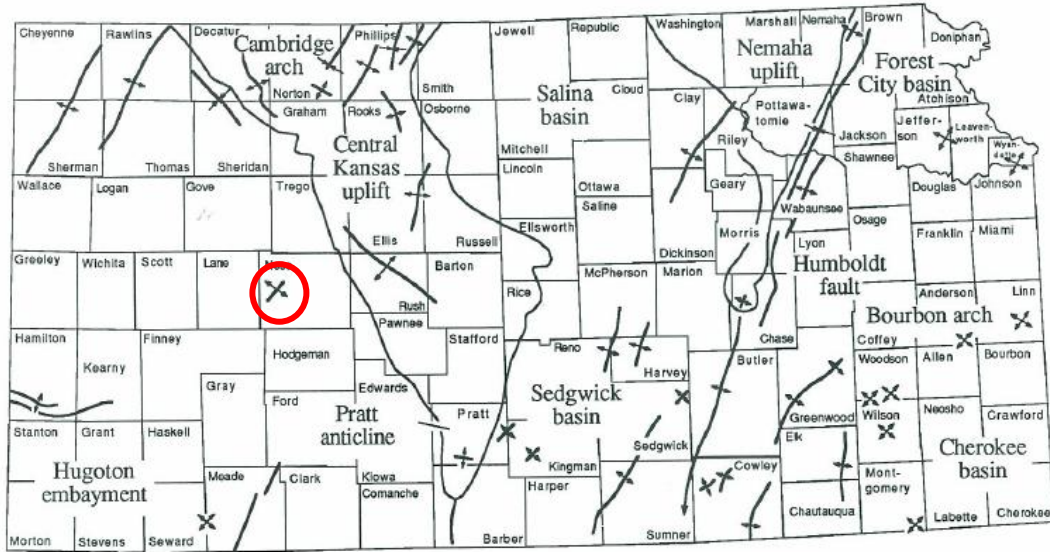 Cheyenne
Rawlins
Decatur
Cambridge
arch
Norton
Phillips
Smith
Jewell
Republic
Washington
Marshall
Nemaha
Brown
Doniphan
Nemaha
uplift
Forest
City basin
Atchison
Salina
basin
Cloud
Clay
Riley
Pottawa-
tomie
Jackson
Jeffer-
son
Leaven-
worth
Wyan-
dotte
Sherman
Thomas
Sheridan
Graham
Rooks
Osborne
Mitchell
Central
Kansas
uplift
Lincoln
Ottawa
Saline
Geary
Shawnee
Wabaunsee
Douglas
Johnson
Wallace
Logan
Gove
Trego
Ellis
Russell
Ellsworth
Dickinson
Morris
Lyon
Osage
Franklin
Miami
Humboldt
fault
Greeley
Wichita
Scott
Lane
Rush
Barton
Rice
McPherson
Marion
Chase
Coffey
Anderson
Linn
Bourbon arch
Hamilton
Kearny
Finney
Hodgeman
Pawnee
Stafford
Reno
Harvey
Butler
Greenwood
Woodson
Allen
Bourbon
Gray
Ford
Edwards
Pratt
anticline
Pratt
Sedgwick
basin
Kingman
Sedgwick
Elk
Wilson
Neosho
Crawford
Cherokee
basin
Stanton
Grant
Haskell
Hugoton
embayment
Meade
Clark
Kiowa
Comanche
Harper
Barber
Sumner
Cowley
Chautauqua
Mont-
gomery
Labette
Cherokee
Morton
Stevens
Seward